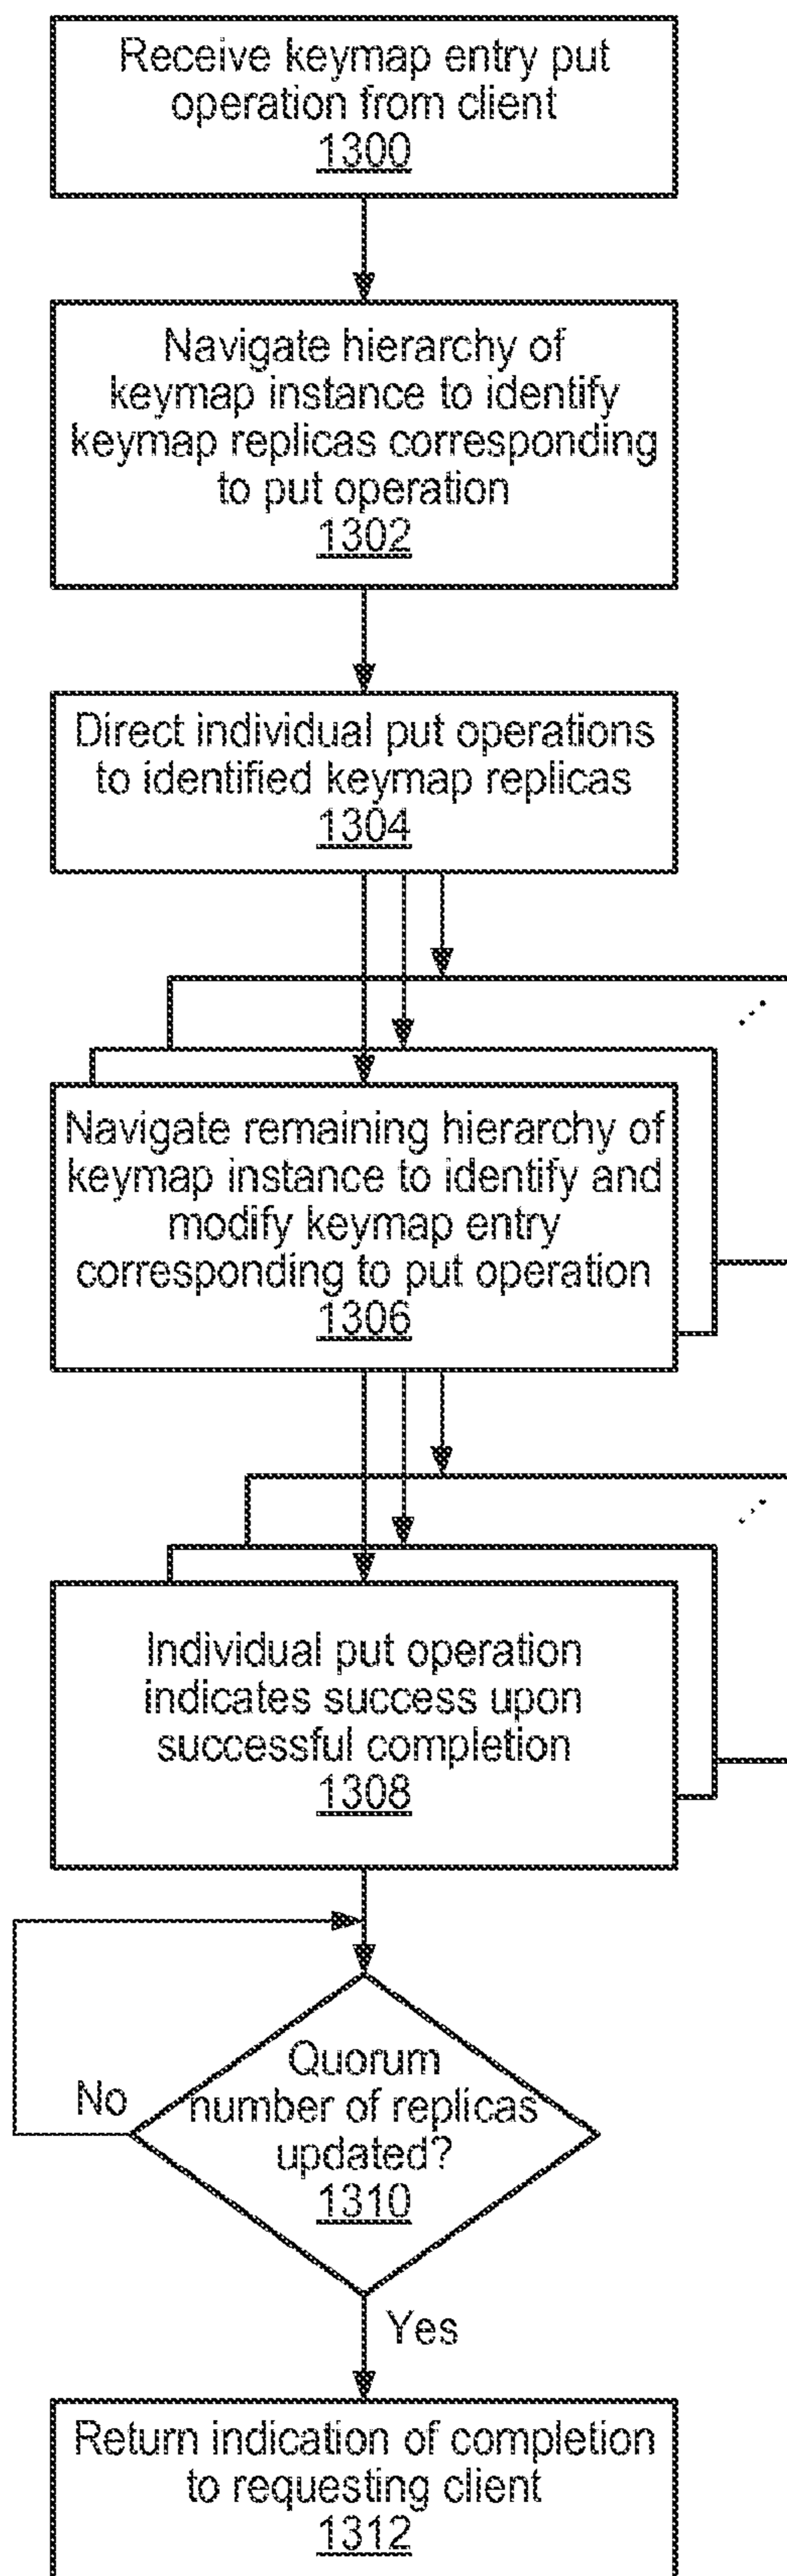 Receive keymap entry put
operation from client
1300
Navigate hierarchy of
keymap instance to identify
keymap replicas corresponding
to put operation
1302
Direct individual put operations
to identified keymap replicas
1304
Navigate remaining hierarchy of
keymap instance to identify and
modify keymap entry
corresponding to put operation
1306
Individual put operation
indicates success upon
successful completion
1308
Quorum
number of replicas
updated?
1310
No
Yes
Return indication of completion
to requesting client
1312